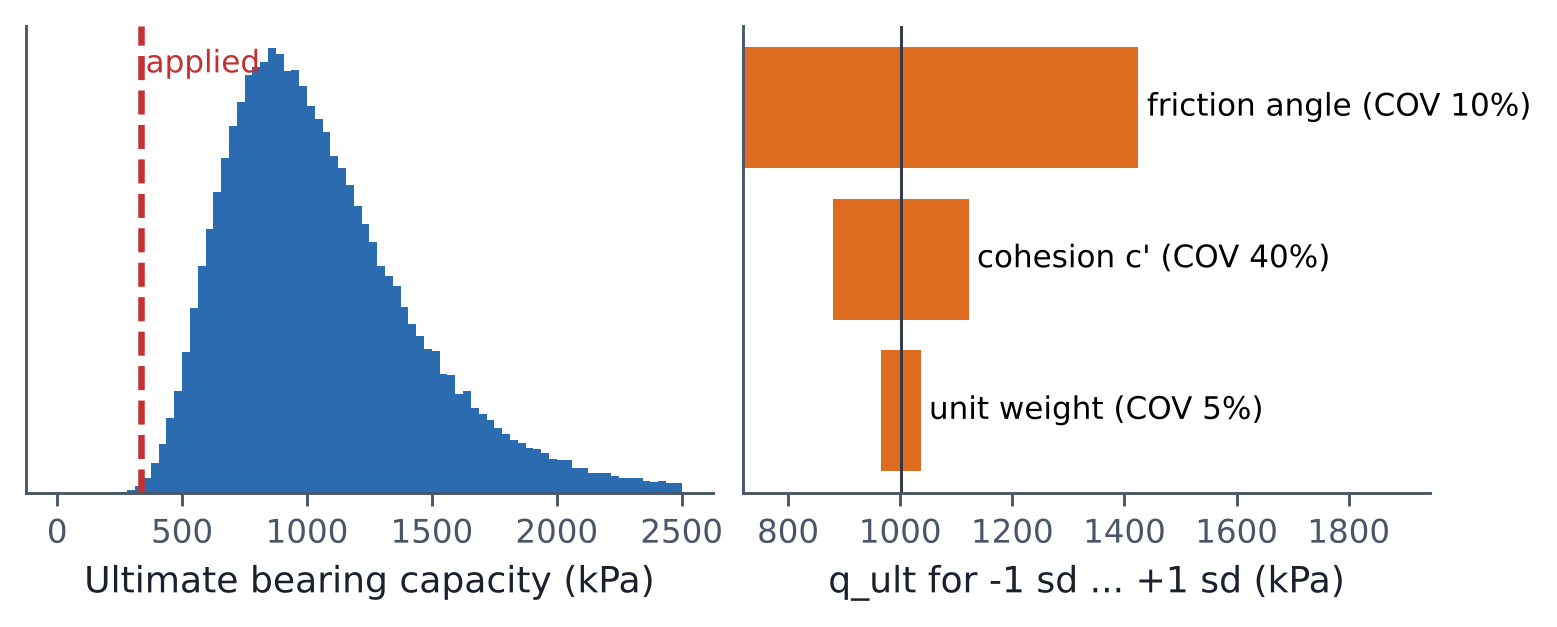 applied
0 500 1000 1500 2000 2500
Ultimate bearing capacity (kPa)
friction angle (COV 10%)
cohesion c' (COV 40%)
unit weight (COV 5%)
800 1000 1200 1400 1600 1800
q_ult for -1 sd ... +1 sd (kPa)